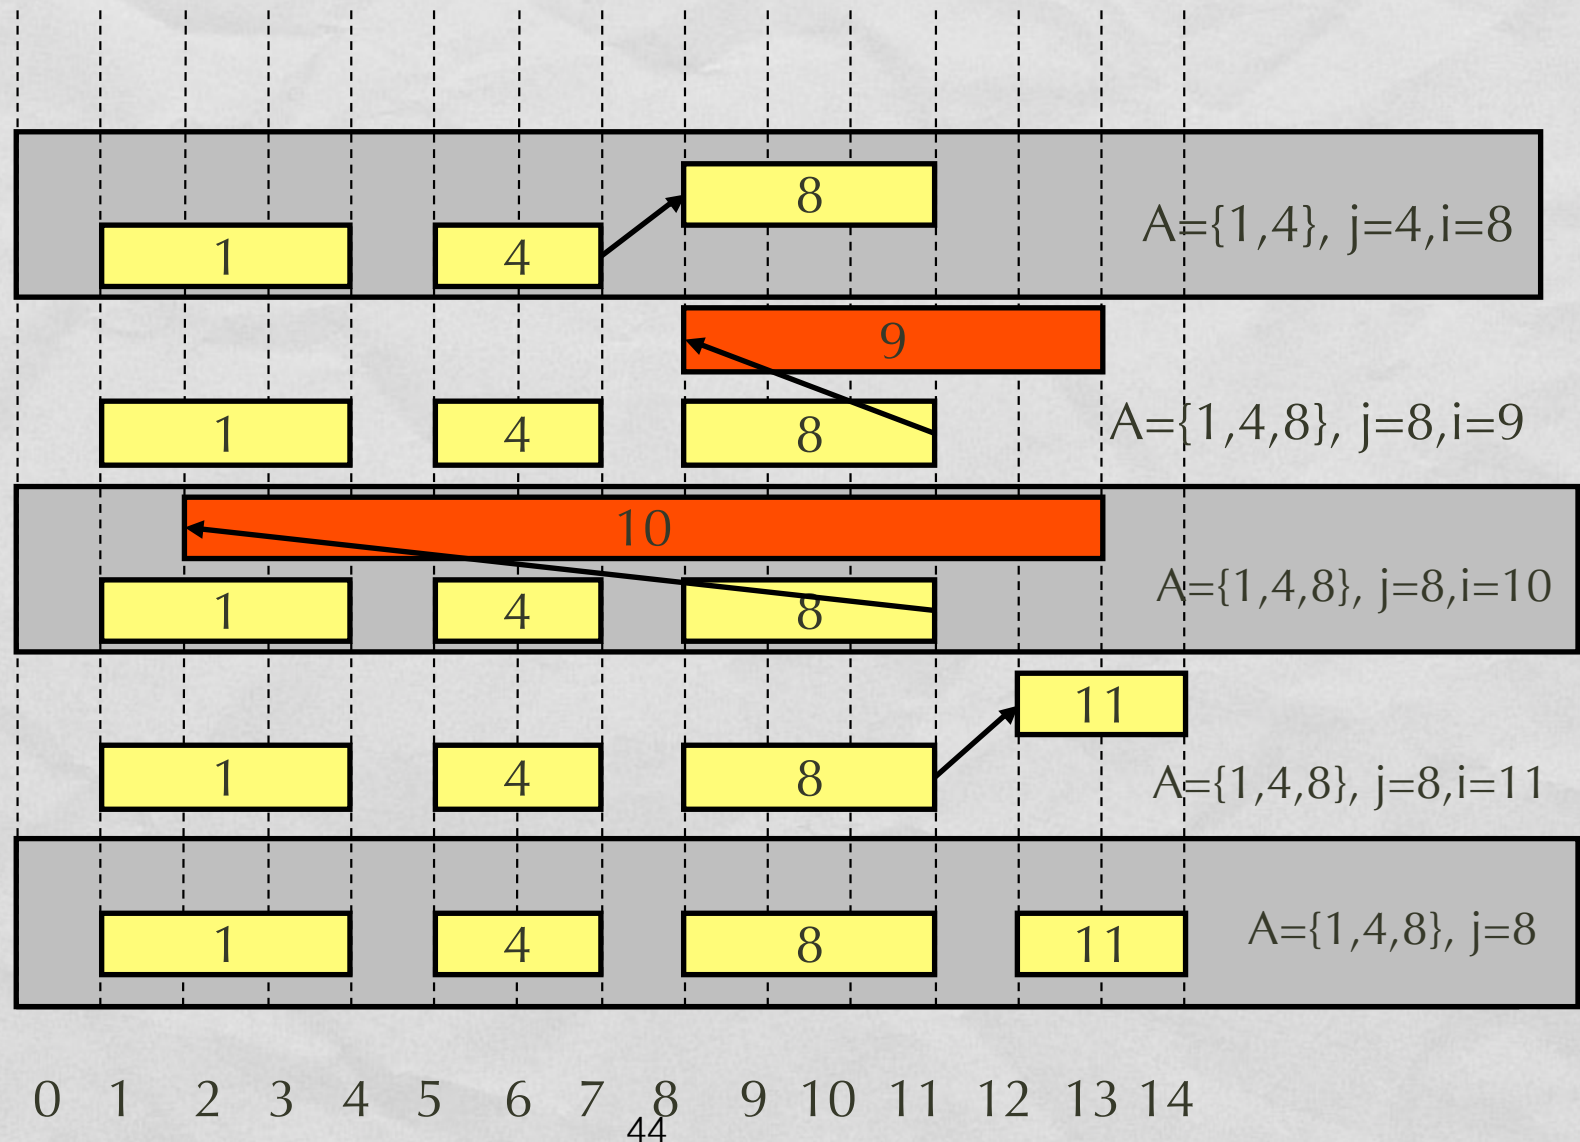 8
1 4
A={1,4}, j=4,i=8
9
1 4 8
A={1,4,8}, j=8,i=9
10
1 4 8
A={1,4,8}, j=8,i=10
11
1 4 8
A={1,4,8}, j=8,i=11
1 4 8 11
A={1,4,8}, j=8
0 1 2 3 4 5 6 7 8 9 10 11 12 13 14
44